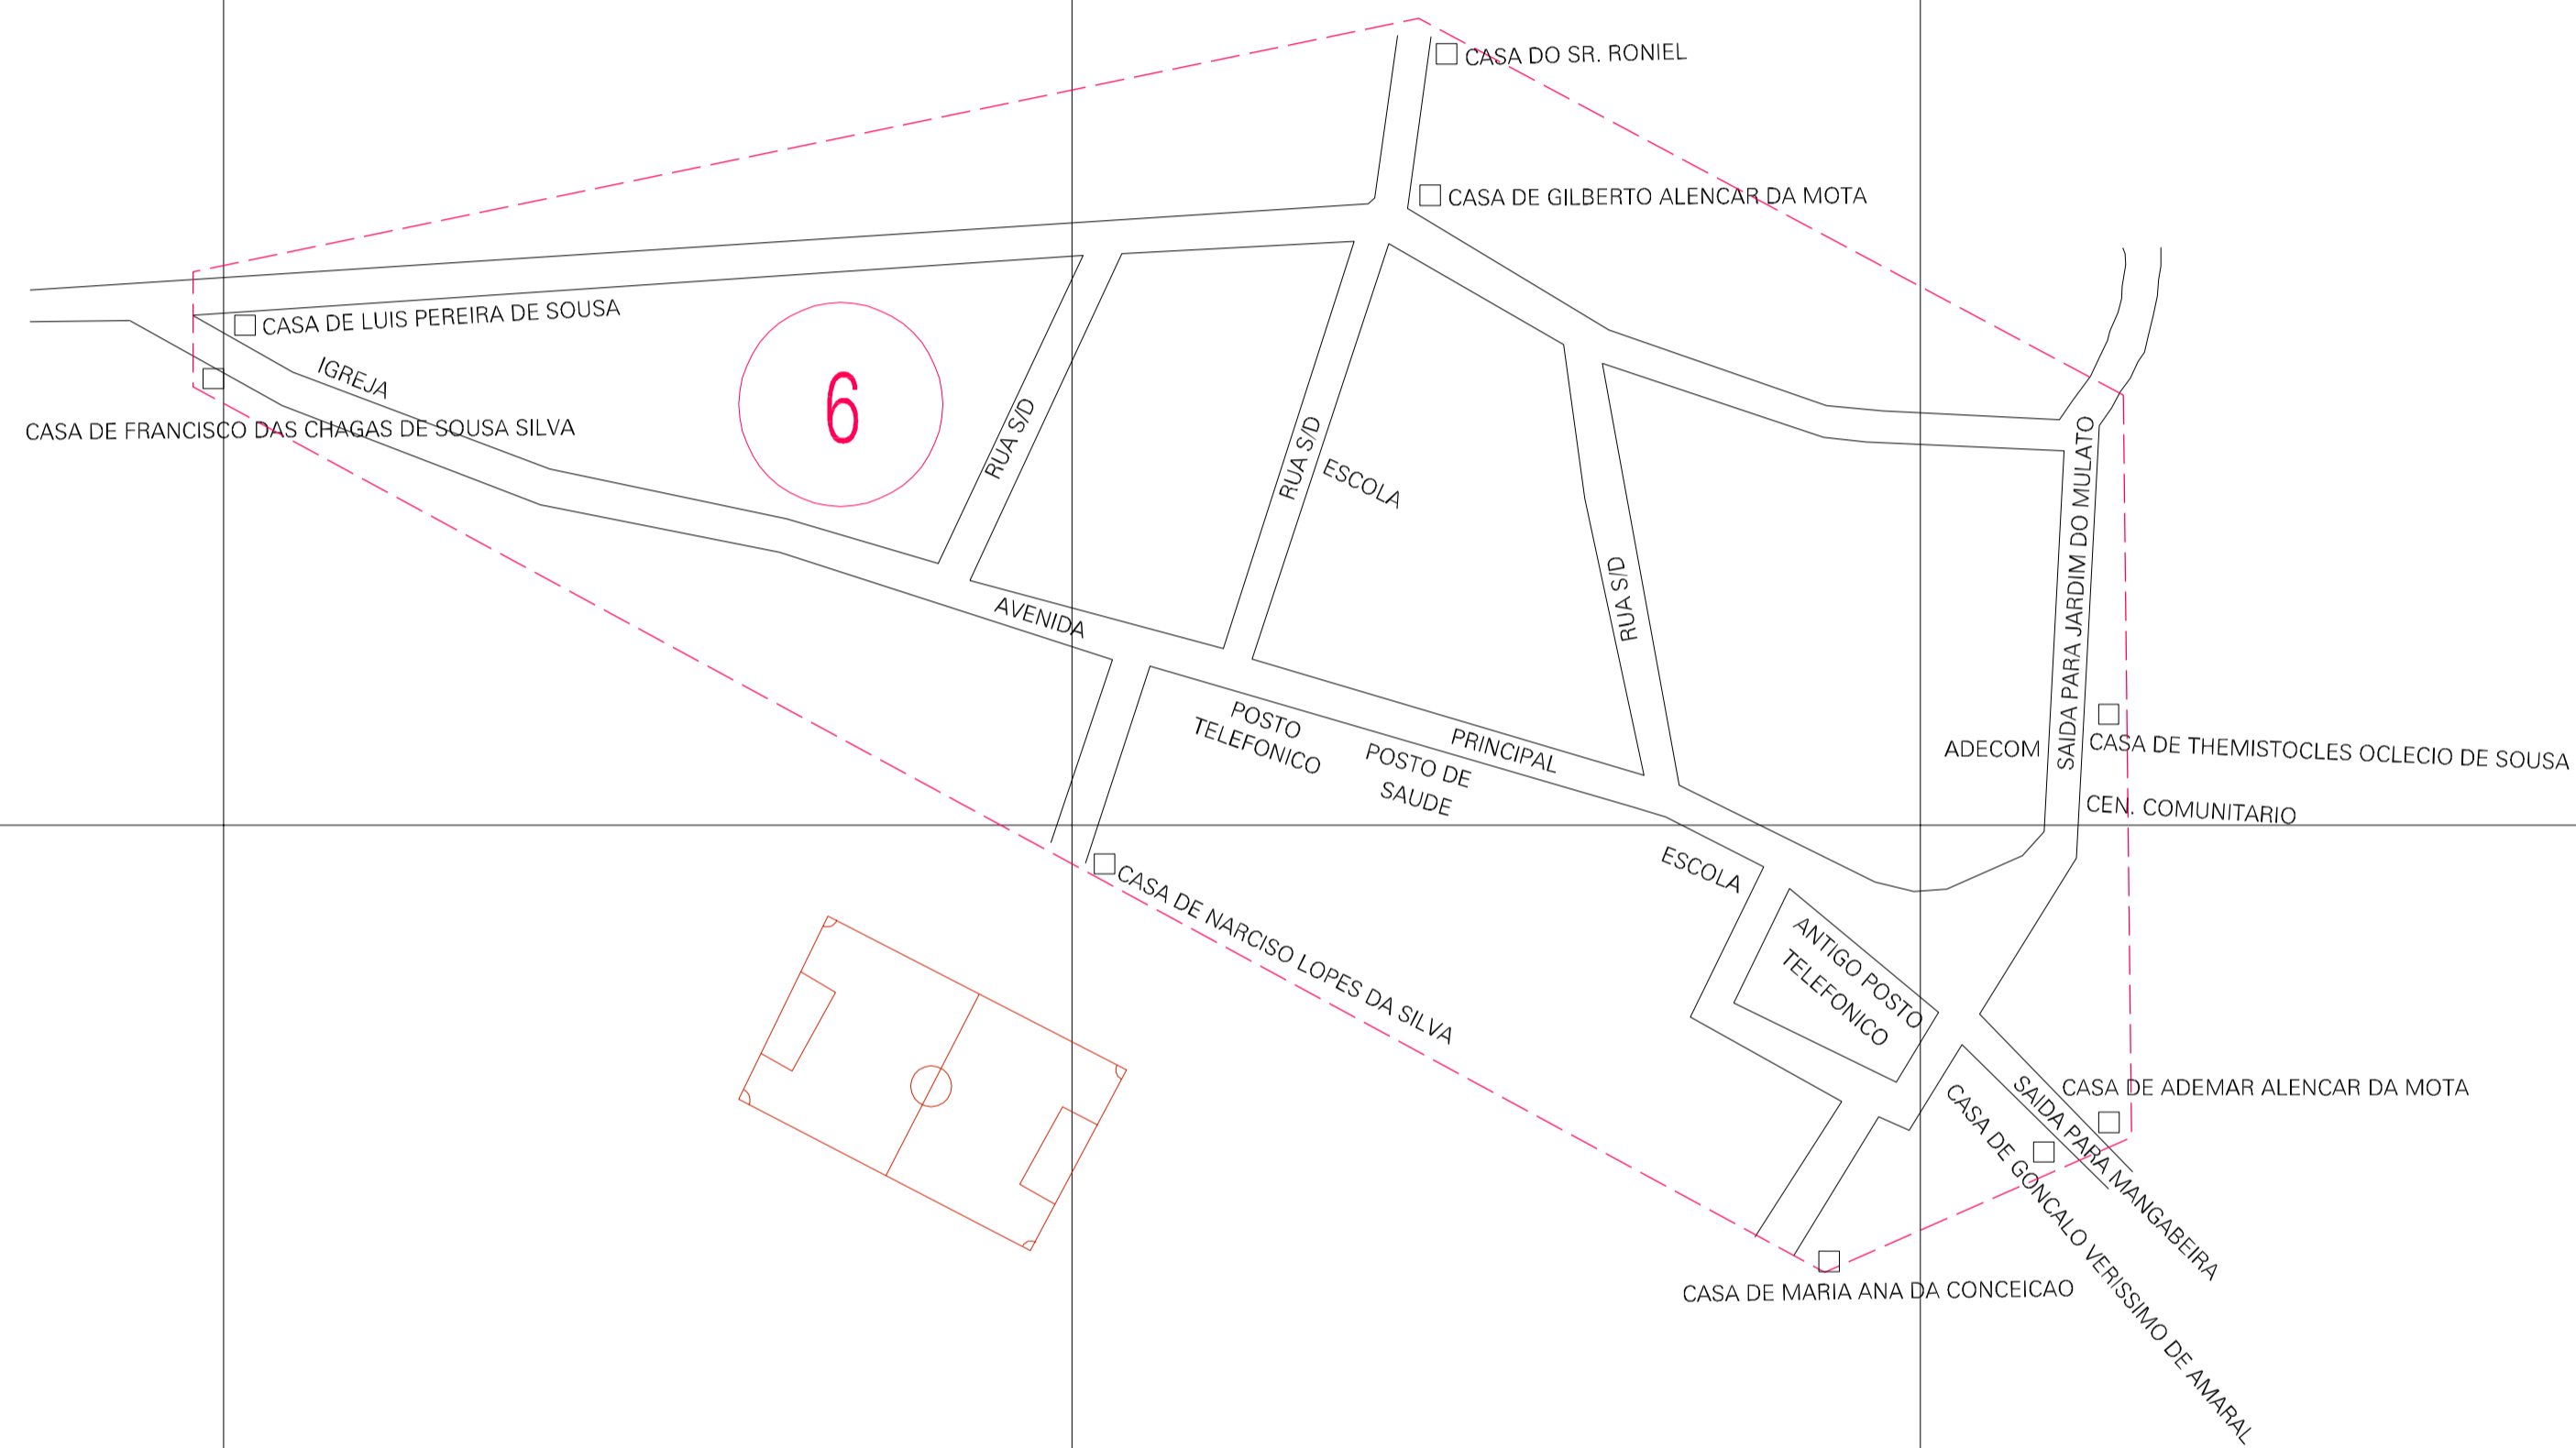 CASA DO SR. RONIEL
CASA DE GILBERTO ALENCAR DA MOTA
CASA DE LUIS PEREIRA DE SOUSA
IGREJA
CASA DE FRANCISCO DAS CHAGAS DE SOUSA SILVA
6
RUA S/D
RUA S/D
ESCOLA
RUA S/D
SAIDA PARA JARDIM DO MULATO
AVENIDA
PRINCIPAL
POSTO
TELEFONICO
POSTO DE
SAUDE
ADECOM
CASA DE THEMISTOCLES OCLECIO DE SOUSA
CEN. COMUNITARIO
ESCOLA
CASA DE NARCISO LOPES DA SILVA
ANTIGO POSTO
TELEFONICO
CASA DE ADEMAR ALENCAR DA MOTA
SAIDA PARA MANGABEIRA
CASA DE GONCALO VERISSIMO DE AMARAL
CASA DE MARIA ANA DA CONCEICAO